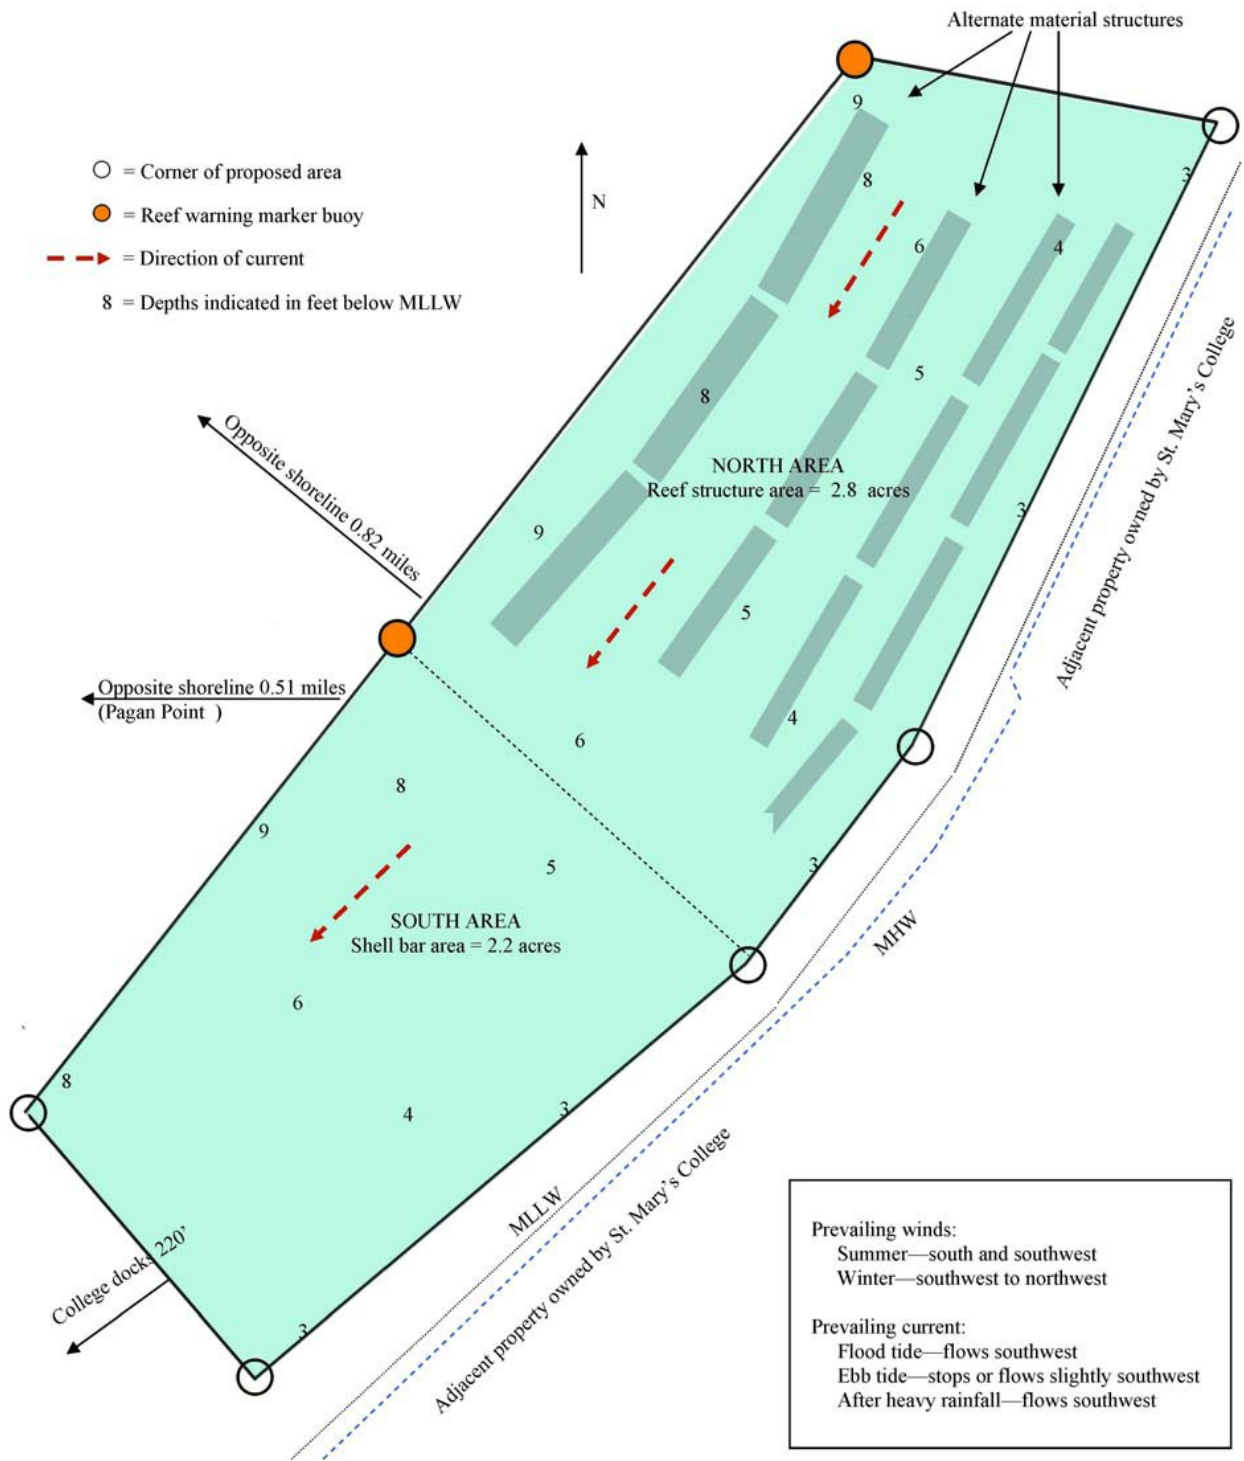 Alternate material structures
= Corner of proposed area
= Reef warning marker buoy
= Direction of current
8 = Depths indicated in feet below MLLW
N
9
3
8
6
4
5
8
NORTH AREA
Reef structure area = 2.8 acres
3
9
5
4
6
Opposite shoreline 0.82 miles
Opposite shoreline 0.51 miles
(Pagan Point )
Adjacent property owned by St. Mary's College
8
9
5
3
SOUTH AREA
Shell bar area = 2.2 acres
6
8
4
3
3
MHW
MLLW
Adjacent property owned by St. Mary's College
College docks 220'
Prevailing winds:
Summer—south and southwest
Winter—southwest to northwest
Prevailing current:
Flood tide—flows southwest
Ebb tide—stops or flows slightly southwest
After heavy rainfall—flows southwest